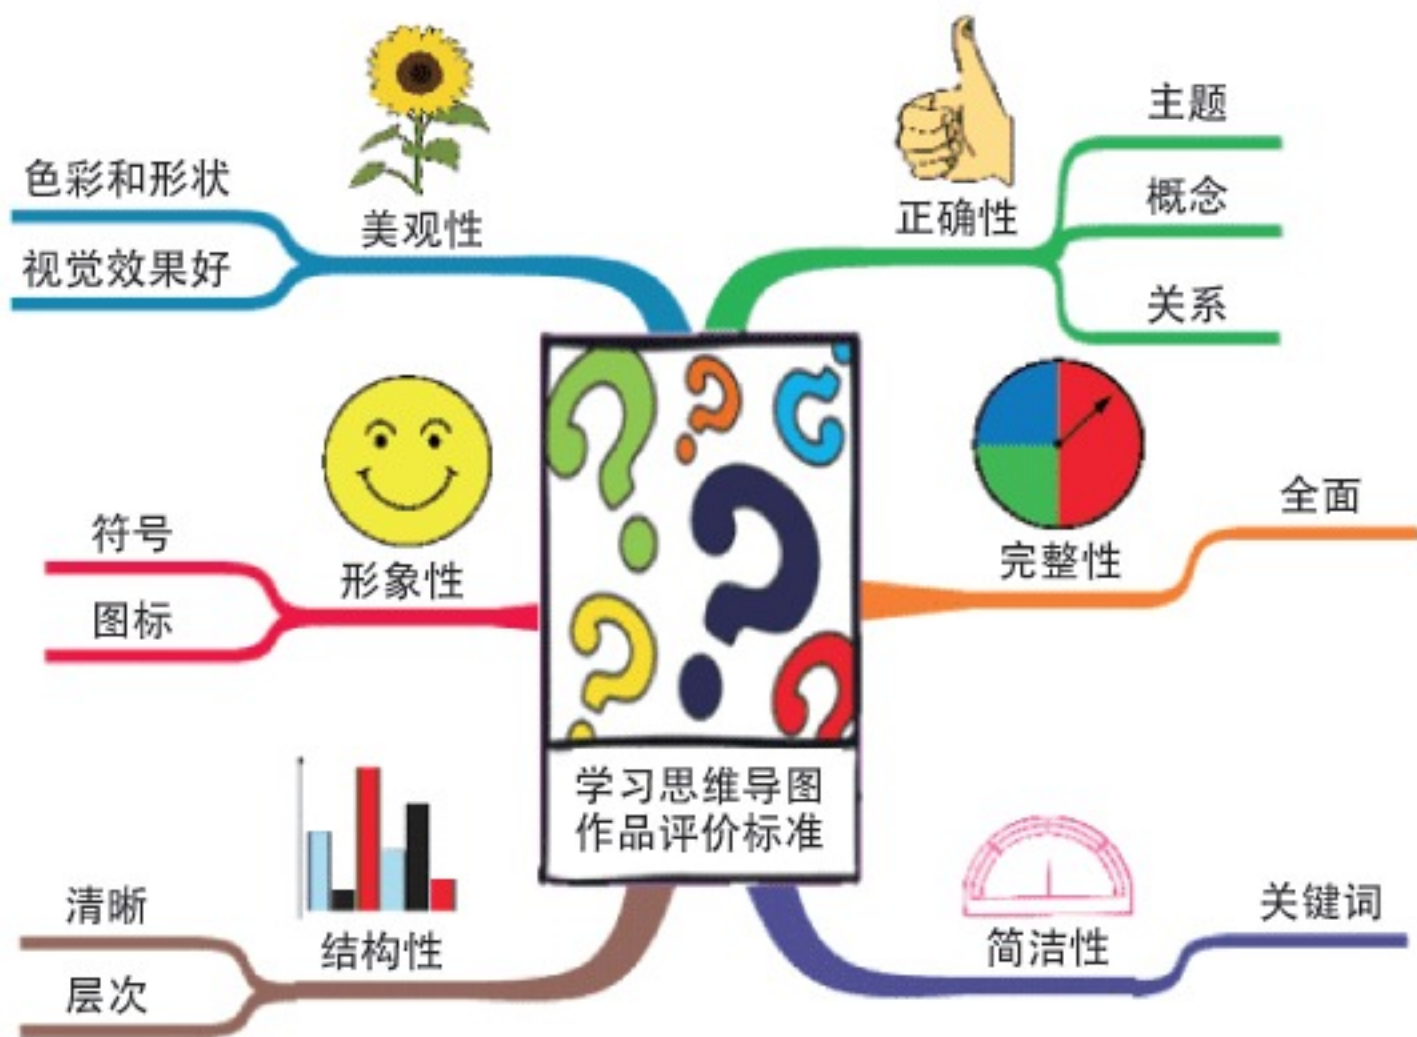 学习思维导图
作品评价标准
正确性
主题
概念
关系
完整性
全面
简洁性
关键词
结构性
清晰
层次
形象性
符号
图标
美观性
色彩和形状
视觉效果好